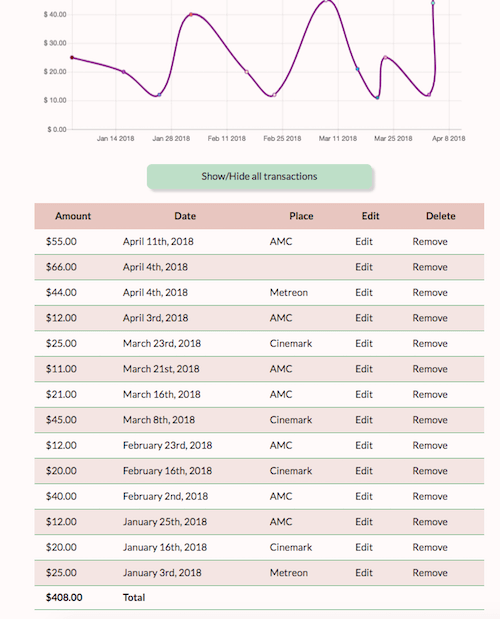 $ 40.00
$ 30.00
$ 20.00
$ 10.00
$ 0.00
Jan 14 2018 Jan 28 2018 Feb 11 2018 Feb 25 2018 Mar 11 2018 Mar 25 2018 Apr 8 2018
Show/Hide all transactions
Amount Date Place Edit Delete
$55.00 April 11th, 2018 AMC Edit Remove
$66.00 April 4th, 2018 Edit Remove
$44.00 April 4th, 2018 Metreon Edit Remove
$12.00 April 3rd, 2018 AMC Edit Remove
$25.00 March 23rd, 2018 Cinemark Edit Remove
$11.00 March 21st, 2018 AMC Edit Remove
$21.00 March 16th, 2018 AMC Edit Remove
$45.00 March 8th, 2018 Cinemark Edit Remove
$12.00 February 23rd, 2018 AMC Edit Remove
$20.00 February 16th, 2018 Cinemark Edit Remove
$40.00 February 2nd, 2018 AMC Edit Remove
$12.00 January 25th, 2018 AMC Edit Remove
$20.00 January 16th, 2018 Cinemark Edit Remove
$25.00 January 3rd, 2018 Metreon Edit Remove
$408.00 Total